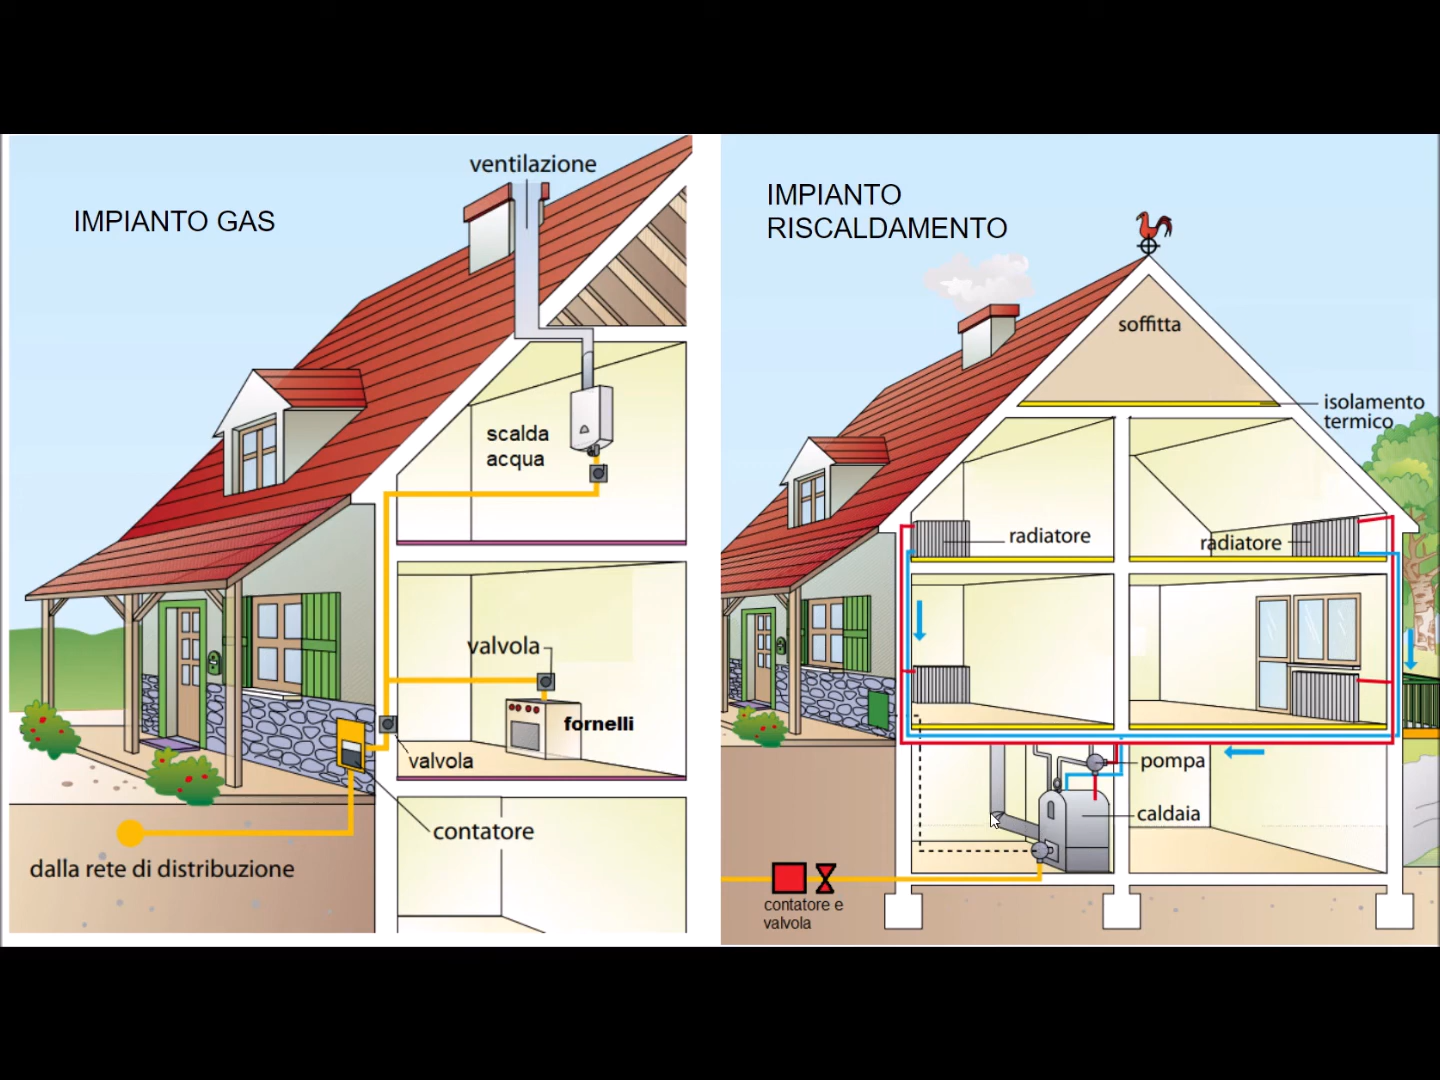 IMPIANTO GAS
ventilazione
scalda
acqua
valvola
fornelli
valvola
contatore
dalla rete di distribuzione
IMPIANTO
RISCALDAMENTO
soffitta
isolamento
termico
radiatore
radiatore
pompa
caldaia
contatore e
valvola